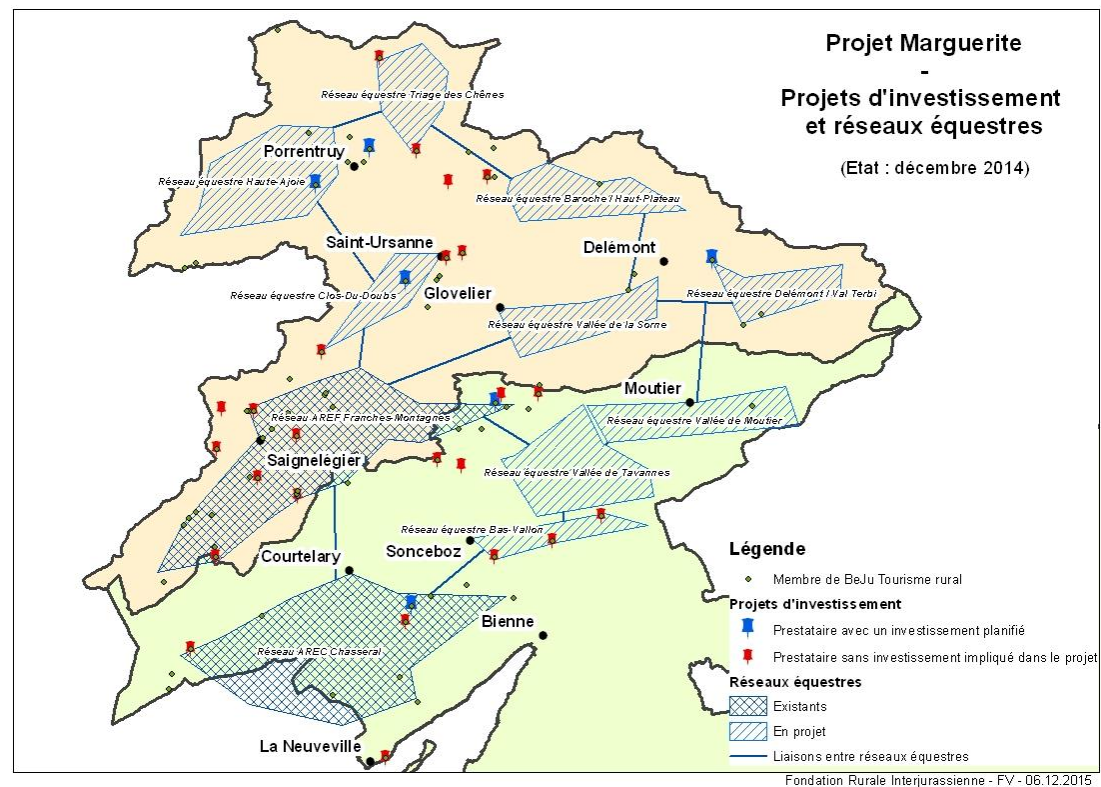 Projet Marguerite
-
Projets d'investissement
et réseaux équestres
(Etat : décembre 2014)
Réseau équestre Triage des Chênes
Porrentruy
Réseau équestre Haute-Ajoie
Réseau équestre Baroche / Haut-Plateau
Saint-Ursanne
Delémont
Réseau équestre Clos-Du-Doubs
Glovelier
Réseau équestre Delémont / Val Terbi
Réseau équestre Vallée de la Sorne
Moutier
Réseau AREF Franches-Montagnes
Réseau équestre Vallée de Moutier
Saignelégier
Réseau équestre Vallée de Tavannes
Réseau équestre Bas-Vallon
Courtelary
Sonceboz
Bienne
Réseau AREC Chasseral
La Neuveville
Légende
Membre de BeJu Tourisme rural
Projets d'investissement
Prestataire avec un investissement planifié
Prestataire sans investissement impliqué dans le projet
Réseaux équestres
Existants
En projet
Liaisons entre réseaux équestres
Fondation Rurale Interjurassienne - FV - 06.12.2015